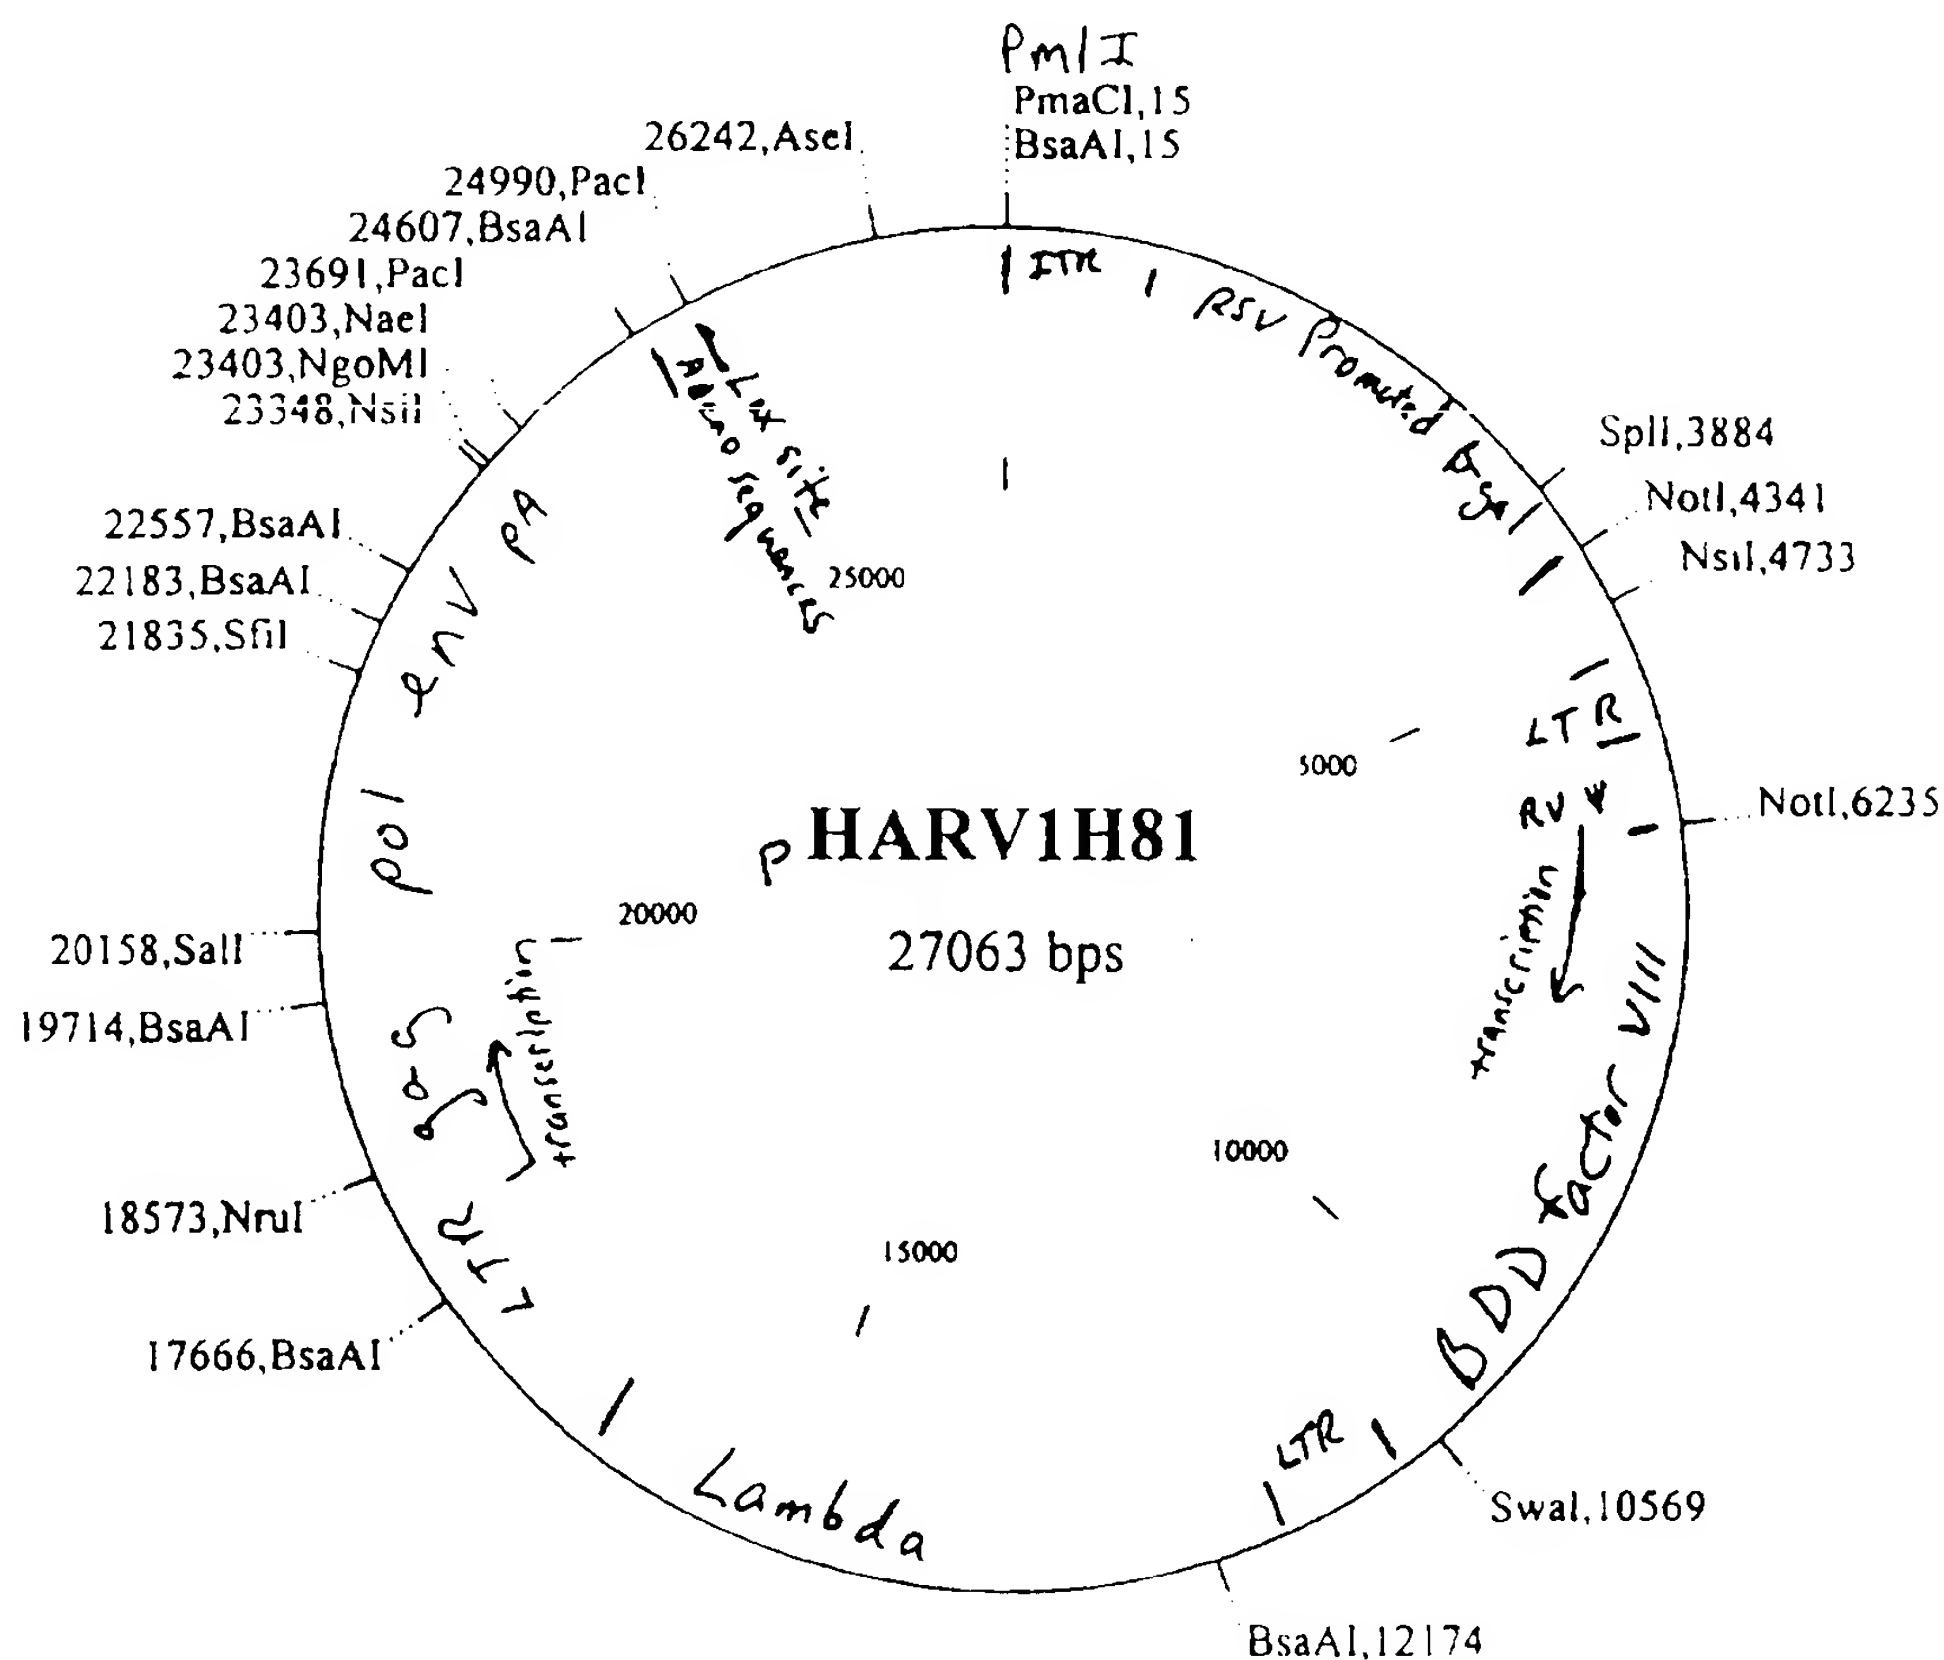 PmlI
PmaCI,15
BsaAI,15
26242,AseI
24990,PacI
24607,BsaAI
23691,PacI
23403,NaeI
23403,NgoMI
23348,NsiI
22557,BsaAI
22183,BsaAI
21835,SfiI
20158,SalI
19714,BsaAI
18573,NruI
17666,BsaAI
SplI,3884
NotI,4341
NsiI,4733
NotI,6235
SwaI,10569
BsaAI,12174
ITR
RSV Promoted
LTR
RV Ψ
transcrimtion
BDD factor VIII
LTR
Lambda
LTR
transcription
gag
pol
env pA
Lox site
sequences
25000
5000
10000
15000
20000
pHARV1H81
27063 bps